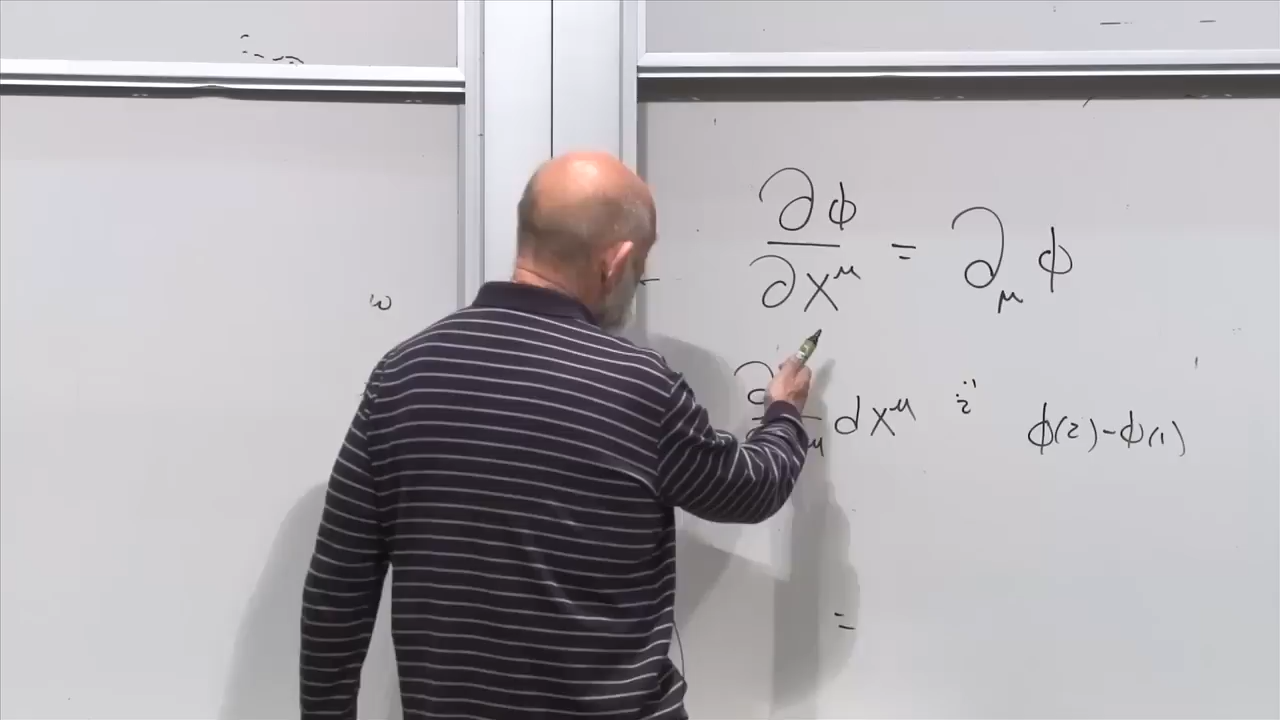 ∂φ/∂X^μ = ∂_μ φ
∂ dX^μ = φ(2)-φ(1)
=